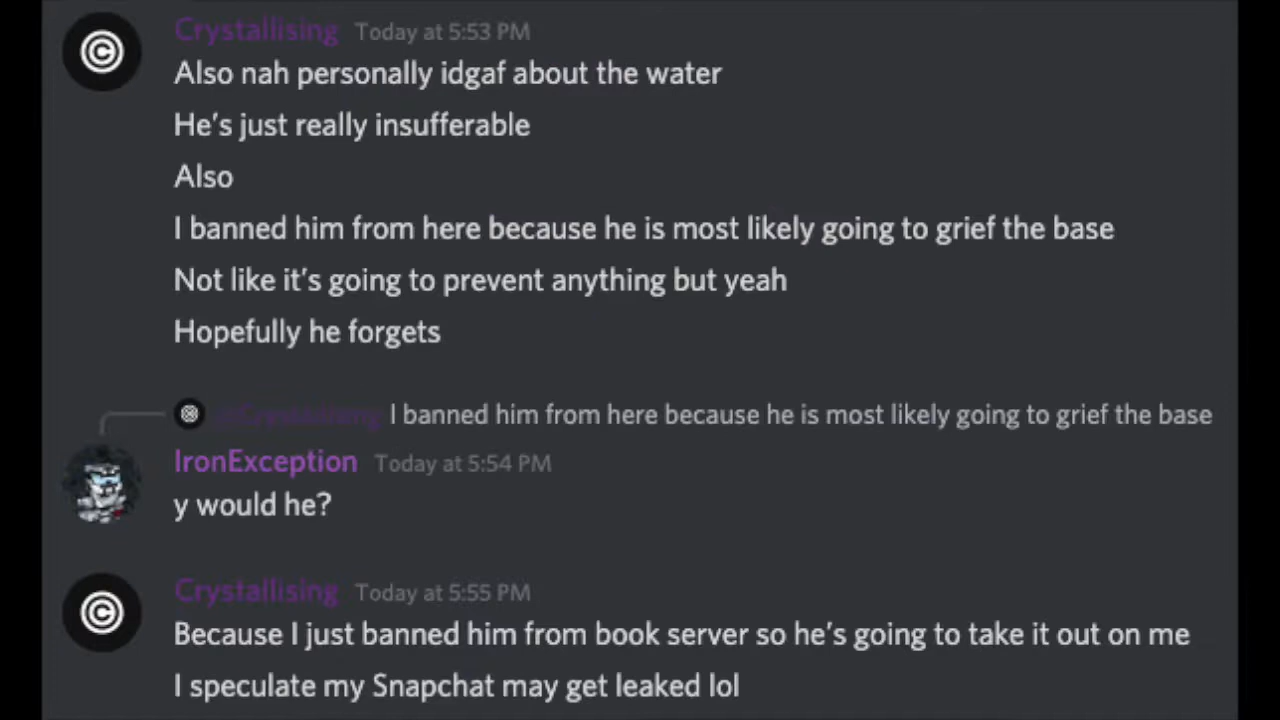 Crystallising Today at 5:53 PM
Also nah personally idgaf about the water
He's just really insufferable
Also
I banned him from here because he is most likely going to grief the base
Not like it's going to prevent anything but yeah
Hopefully he forgets
@Crystallising I banned him from here because he is most likely going to grief the base
IronException Today at 5:54 PM
y would he?
Crystallising Today at 5:55 PM
Because I just banned him from book server so he's going to take it out on me
I speculate my Snapchat may get leaked lol